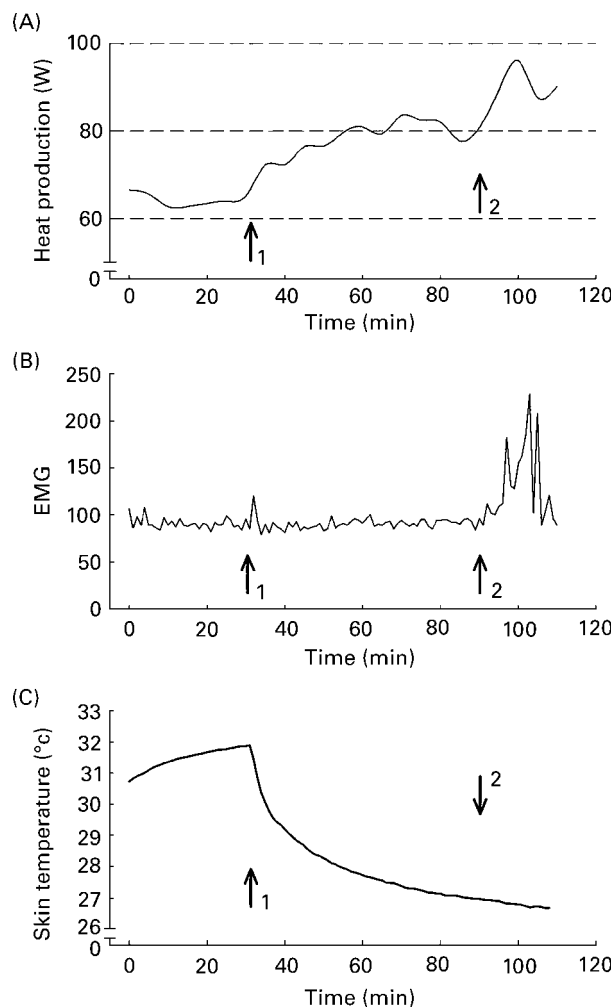 (A)
Heat production (W)
100
80
60
0
1
2
0 20 40 60 80 100 120
Time (min)
(B)
EMG
250
200
150
100
50
0
1
2
0 20 40 60 80 100 120
Time (min)
(C)
Skin temperature (°c)
33
32
31
30
29
28
27
26
0
1
2
0 20 40 60 80 100 120
Time (min)